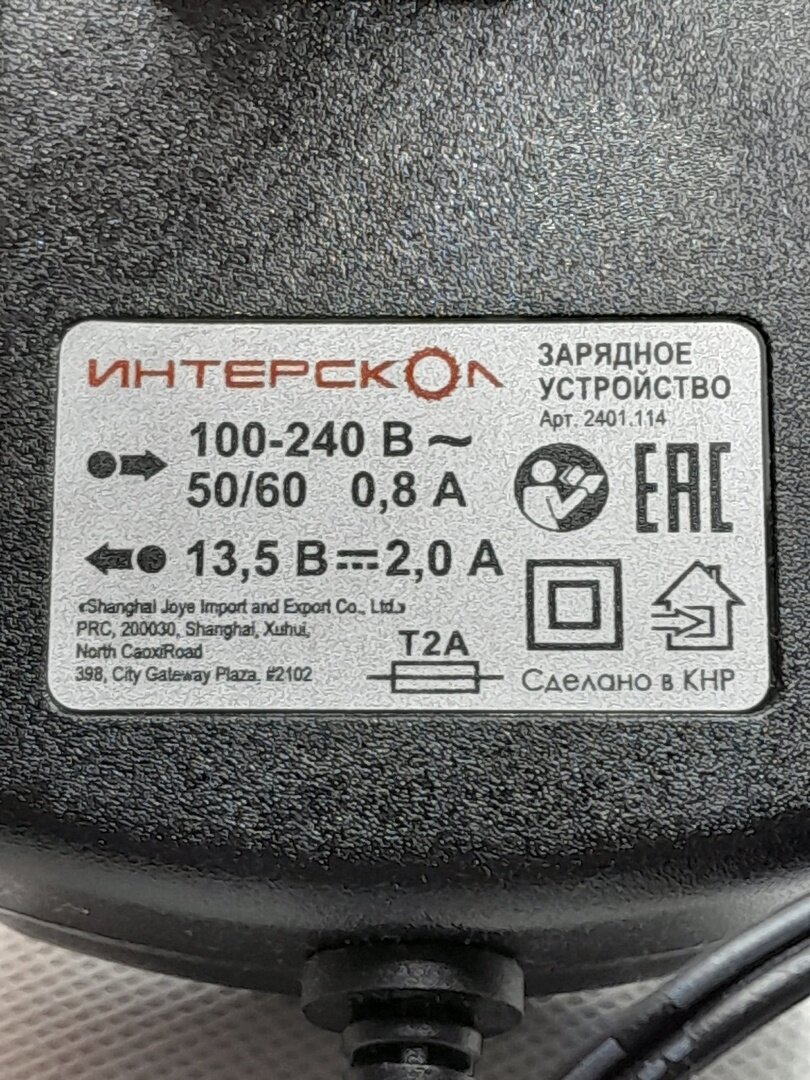 ИНТЕРСКОЛ
ЗАРЯДНОЕ
УСТРОЙСТВО
Арт. 2401.114
100-240 В ~
50/60 0,8 А
13,5 В⎓2,0 А
EAC
«Shanghai Joye Import and Export Co., Ltd.»
PRC, 200030, Shanghai, Xuhui,
North CaoxiRoad
398, City Gateway Plaza. #2102
T2A
Сделано в КНР